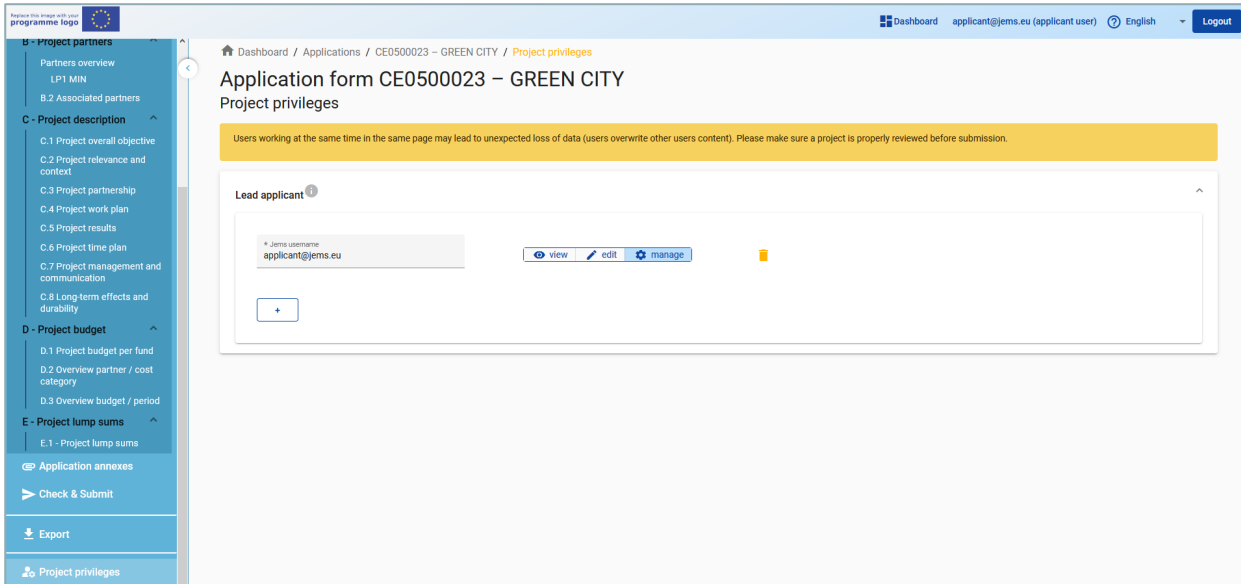 Replace this image with your
programme logo
Dashboard applicant@jems.eu (applicant user) English Logout
B - Project partners
Partners overview
LP1 MIN
B.2 Associated partners
C - Project description
C.1 Project overall objective
C.2 Project relevance and
context
C.3 Project partnership
C.4 Project work plan
C.5 Project results
C.6 Project time plan
C.7 Project management and
communication
C.8 Long-term effects and
durability
D - Project budget
D.1 Project budget per fund
D.2 Overview partner / cost
category
D.3 Overview budget / period
E - Project lump sums
E.1 - Project lump sums
Application annexes
Check & Submit
Export
Project privileges
Dashboard / Applications / CE0500023 – GREEN CITY / Project privileges
Application form CE0500023 – GREEN CITY
Project privileges
Users working at the same time in the same page may lead to unexpected loss of data (users overwrite other users content). Please make sure a project is properly reviewed before submission.
Lead applicant
* Jems username
applicant@jems.eu
view edit manage
+